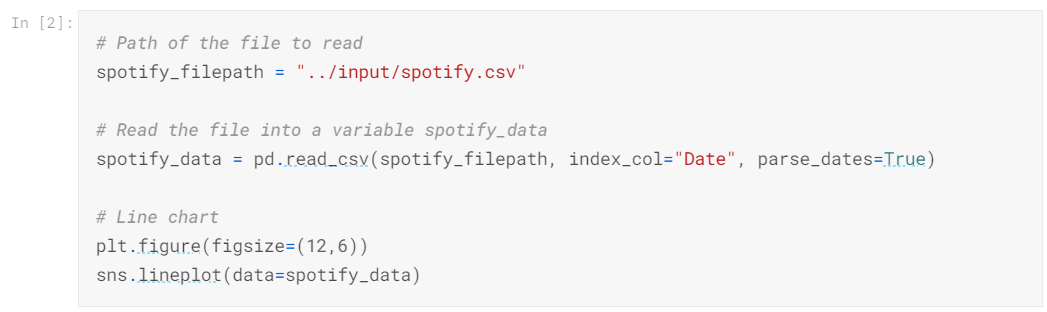 In [2]:
# Path of the file to read
spotify_filepath = "../input/spotify.csv"
# Read the file into a variable spotify_data
spotify_data = pd.read_csv(spotify_filepath, index_col="Date", parse_dates=True)
# Line chart
plt.figure(figsize=(12,6))
sns.lineplot(data=spotify_data)